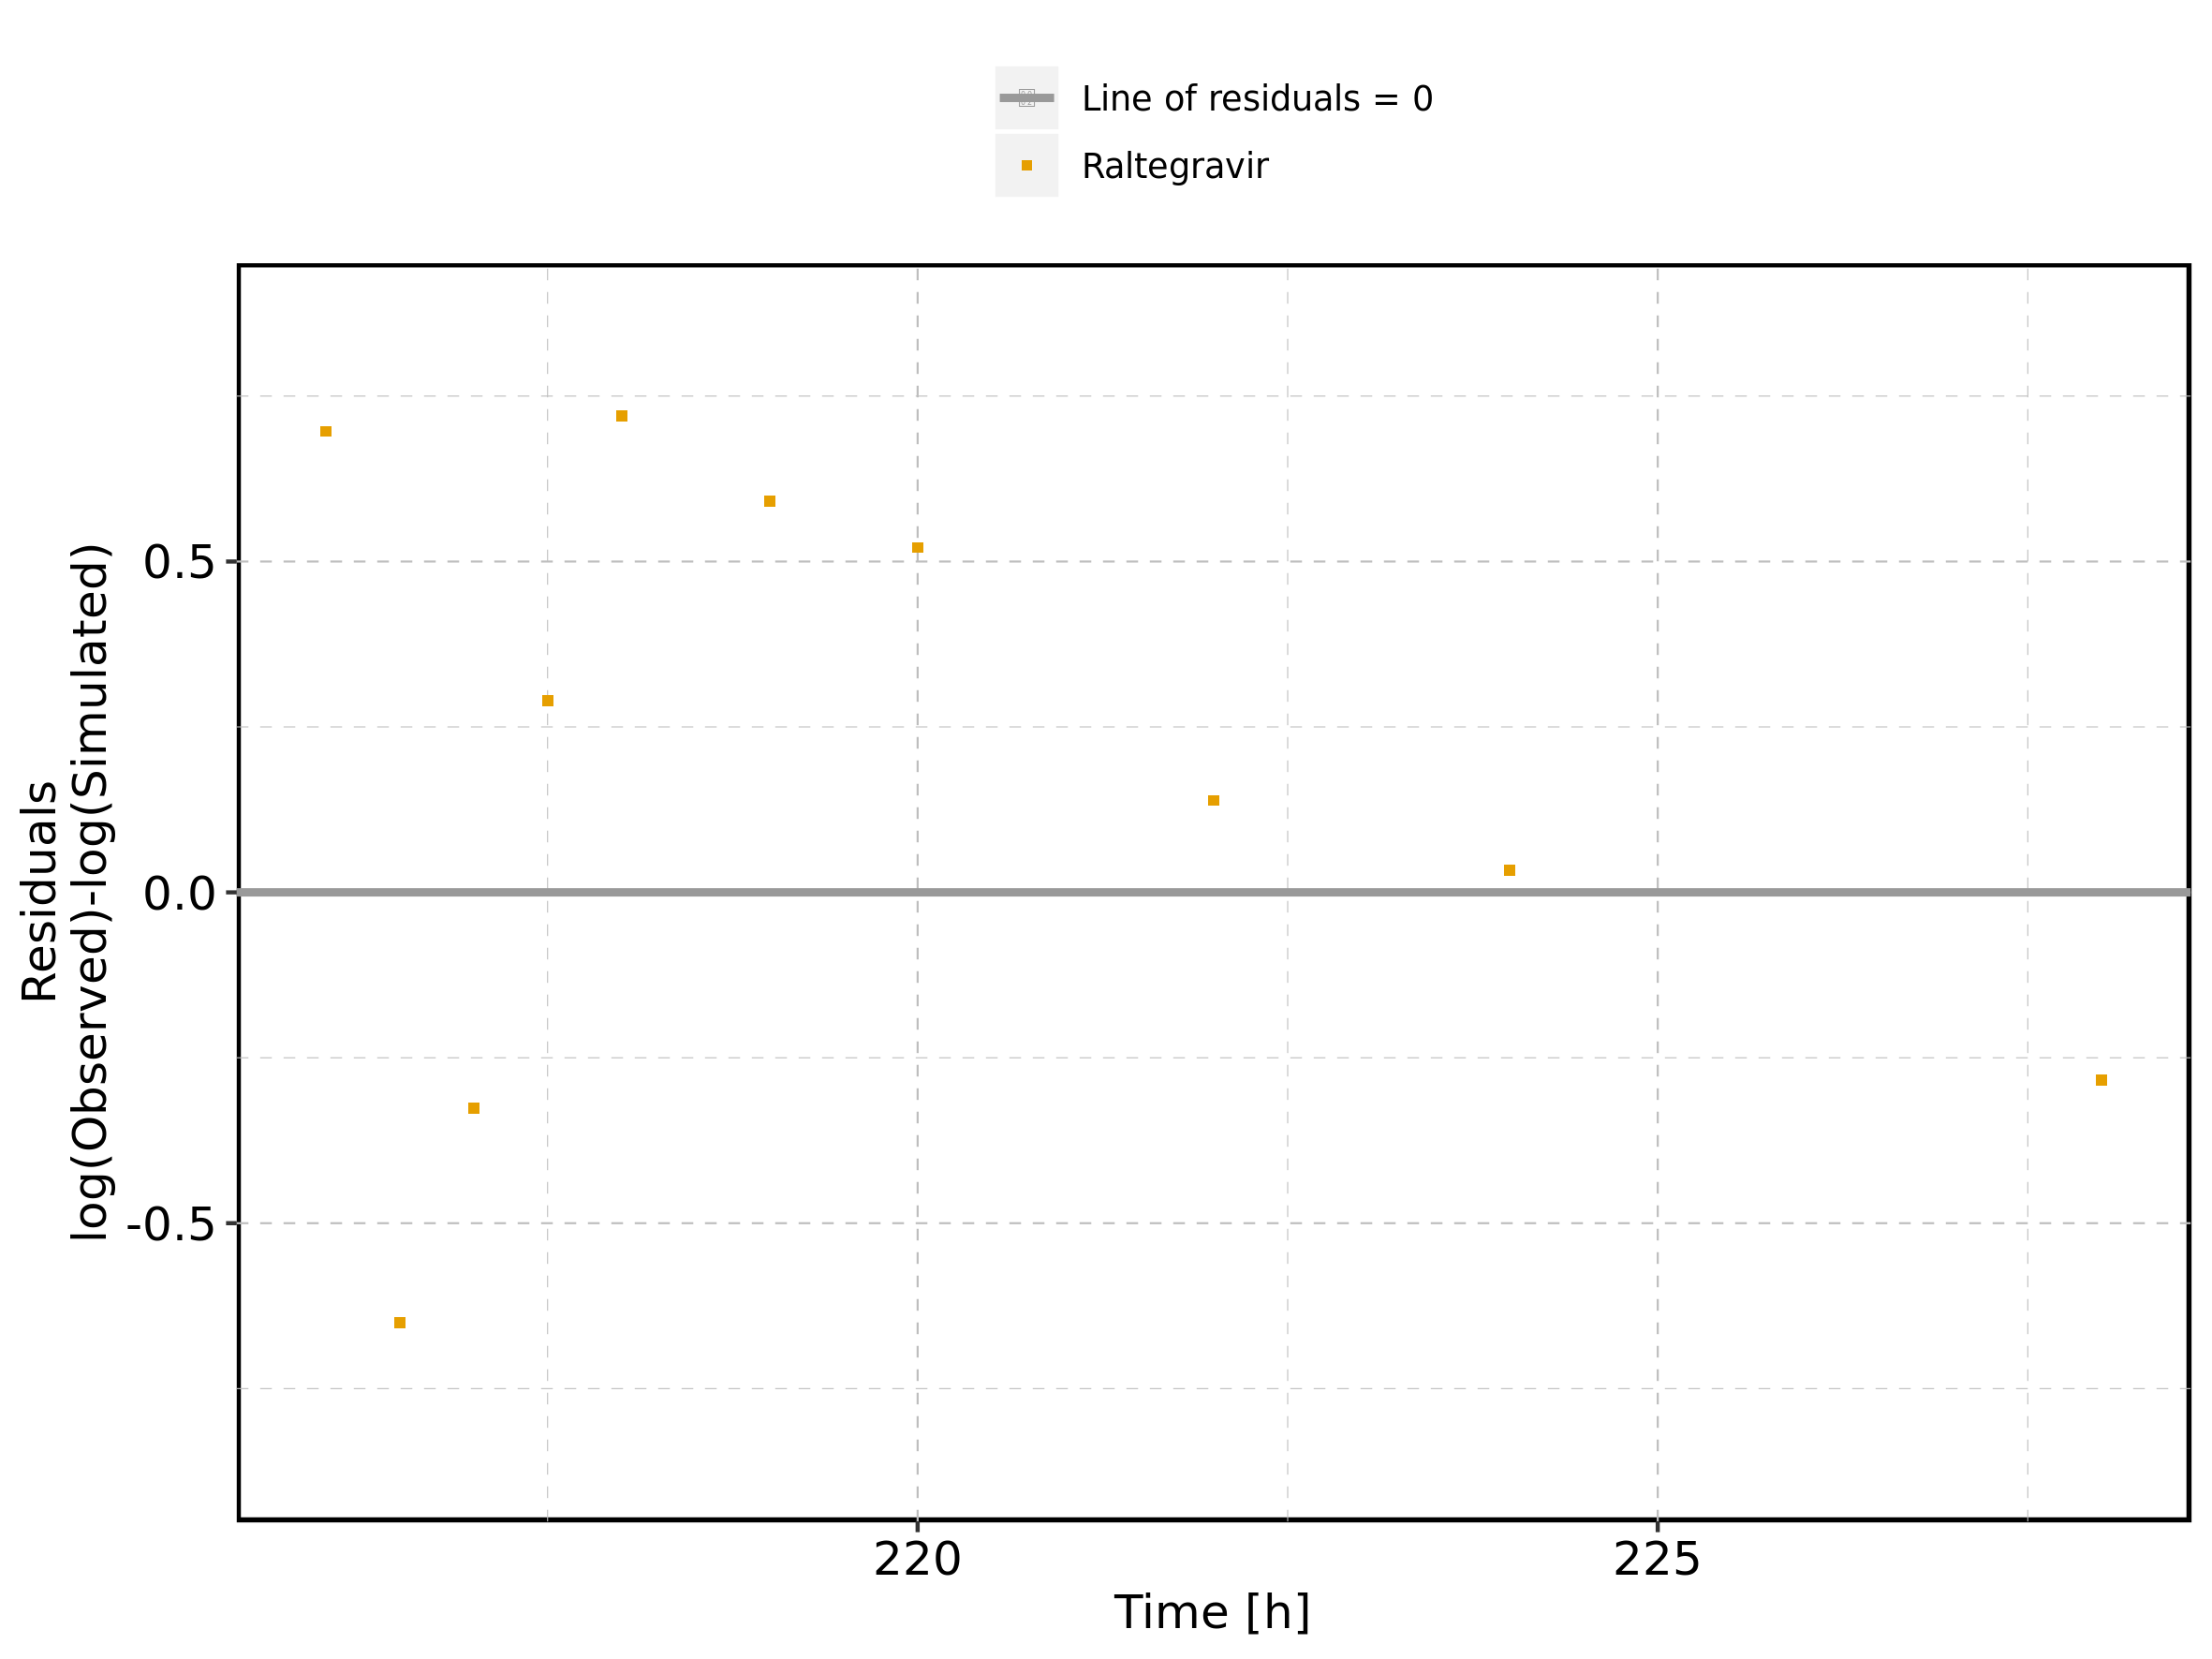 Line of residuals = 0
Raltegravir
Residuals
log(Observed)-log(Simulated)
0.5
0.0
-0.5
220
225
Time [h]